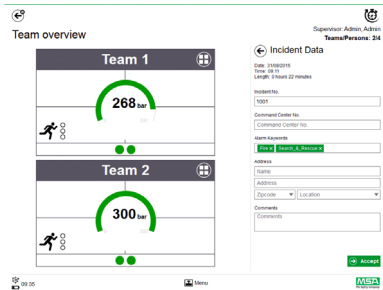 Team overview
Supervisor: Admin, Admin
Teams/Persons: 2/4
Team 1
268 bar
Team 2
300 bar
Incident Data
Date: 31/08/2015
Time: 09:11
Length: 0 hours 22 minutes
Incident No.
1001
Command Center No.
Command Center No.
Alarm Keywords
Fire x Search_&_Rescue x
Address
Name
Address
Zipcode Location
Comments
Comments
Accept
09:35
Menu
MSA